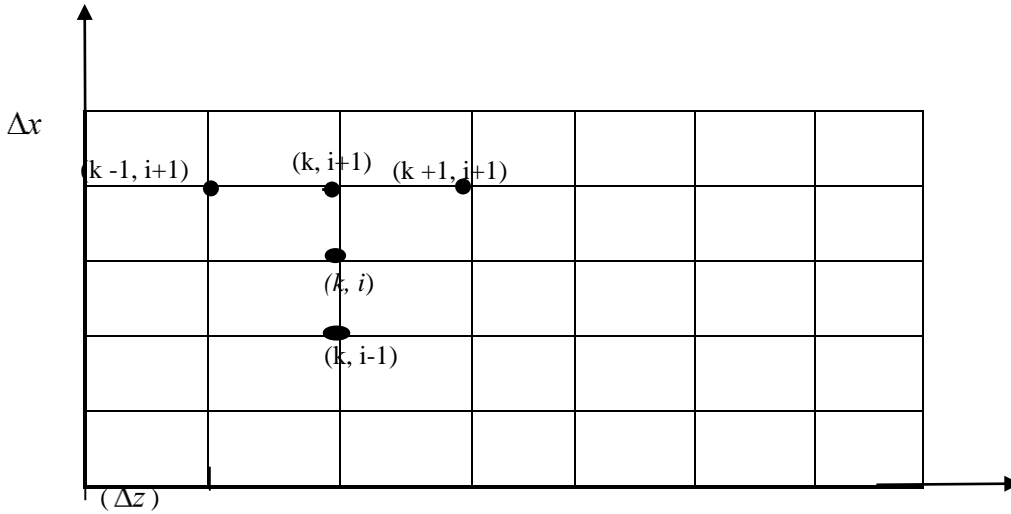 Δx
(k -1, i+1)
(k, i+1)
(k +1, i+1)
(k, i)
(k, i-1)
(Δz)